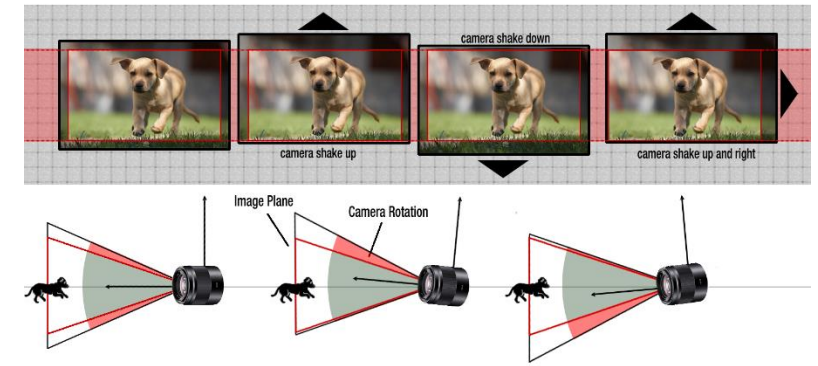 camera shake down
camera shake up
camera shake up and right
Image Plane
Camera Rotation